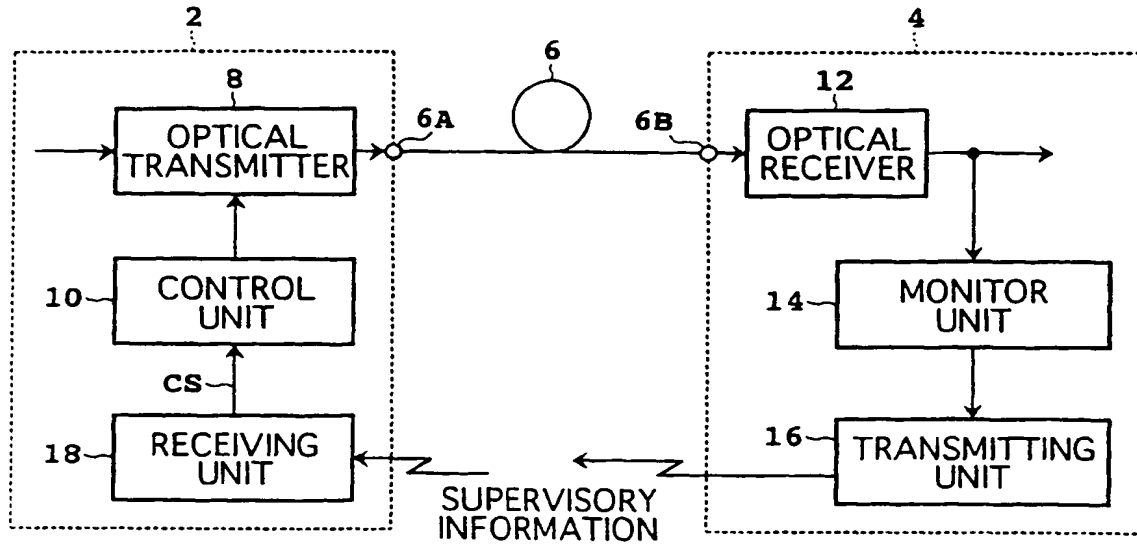 2
4
8
OPTICAL
TRANSMITTER
6A
6
6B
12
OPTICAL
RECEIVER
10
CONTROL
UNIT
14
MONITOR
UNIT
CS
18
RECEIVING
UNIT
16
TRANSMITTING
UNIT
SUPERVISORY
INFORMATION